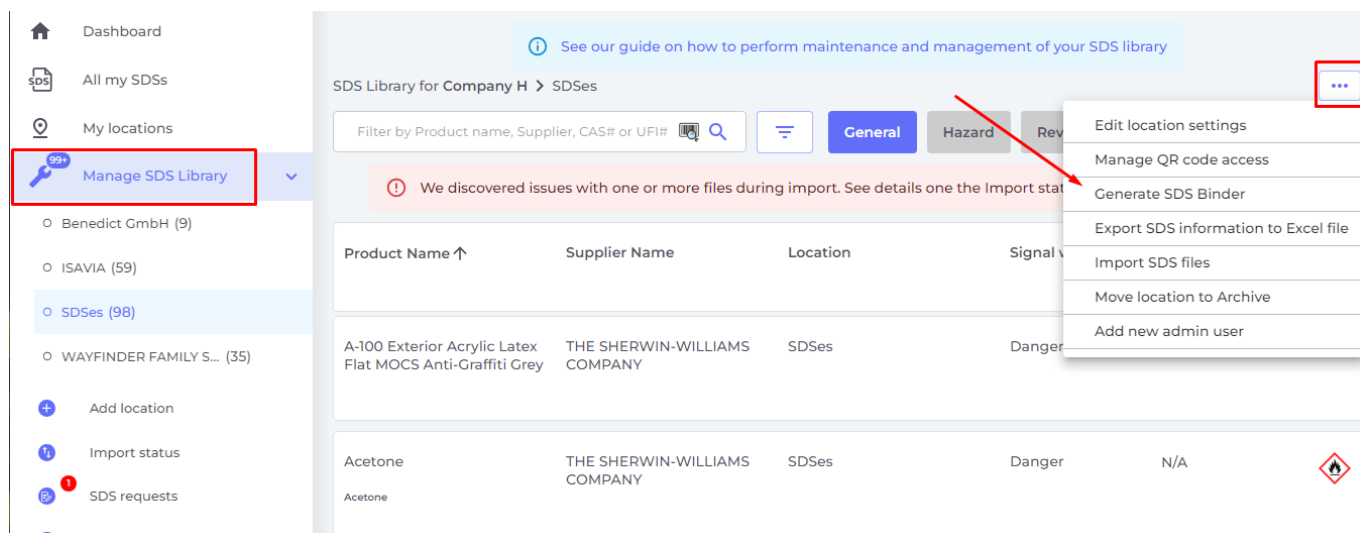 Dashboard
SDS
All my SDSs
My locations
99+
Manage SDS Library
Benedict GmbH (9)
ISAVIA (59)
SDSes (98)
WAYFINDER FAMILY S... (35)
Add location
Import status
1
SDS requests
See our guide on how to perform maintenance and management of your SDS library
SDS Library for Company H > SDSes
Filter by Product name, Supplier, CAS# or UFI#
General
Hazard
Rev
We discovered issues with one or more files during import. See details one the Import stat
Edit location settings
Manage QR code access
Generate SDS Binder
Export SDS information to Excel file
Import SDS files
Move location to Archive
Add new admin user
Product Name
Supplier Name
Location
Signal
A-100 Exterior Acrylic Latex
Flat MOCS Anti-Graffiti Grey
THE SHERWIN-WILLIAMS
COMPANY
SDSes
Danger
Acetone
Acetone
THE SHERWIN-WILLIAMS
COMPANY
SDSes
Danger
N/A